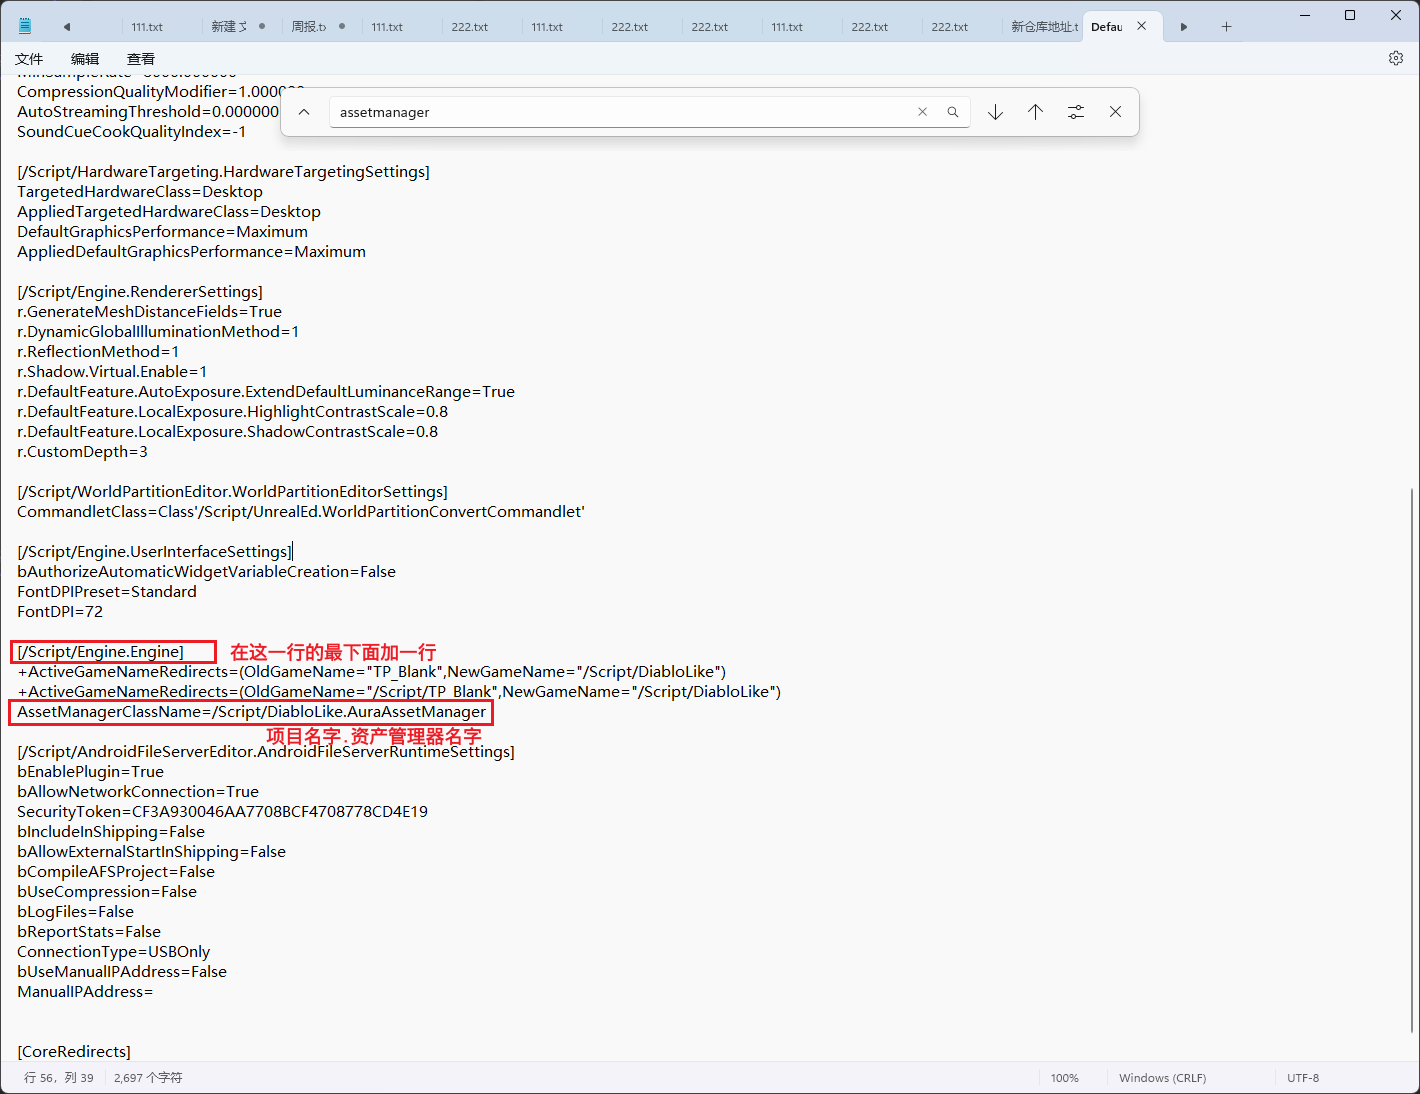 111.txt
新建 文
周报.tx
111.txt
222.txt
111.txt
222.txt
222.txt
111.txt
222.txt
222.txt
新仓库地址.t
Defau
文件
编辑
查看
CompressionQualityModifier=1.000000
AutoStreamingThreshold=0.000000
SoundCueCookQualityIndex=-1
assetmanager
[/Script/HardwareTargeting.HardwareTargetingSettings]
TargetedHardwareClass=Desktop
AppliedTargetedHardwareClass=Desktop
DefaultGraphicsPerformance=Maximum
AppliedDefaultGraphicsPerformance=Maximum
[/Script/Engine.RendererSettings]
r.GenerateMeshDistanceFields=True
r.DynamicGlobalIlluminationMethod=1
r.ReflectionMethod=1
r.Shadow.Virtual.Enable=1
r.DefaultFeature.AutoExposure.ExtendDefaultLuminanceRange=True
r.DefaultFeature.LocalExposure.HighlightContrastScale=0.8
r.DefaultFeature.LocalExposure.ShadowContrastScale=0.8
r.CustomDepth=3
[/Script/WorldPartitionEditor.WorldPartitionEditorSettings]
CommandletClass=Class'/Script/UnrealEd.WorldPartitionConvertCommandlet'
[/Script/Engine.UserInterfaceSettings]
bAuthorizeAutomaticWidgetVariableCreation=False
FontDPIPreset=Standard
FontDPI=72
[/Script/Engine.Engine]
在这一行的最下面加一行
+ActiveGameNameRedirects=(OldGameName="TP_Blank",NewGameName="/Script/DiabloLike")
+ActiveGameNameRedirects=(OldGameName="/Script/TP_Blank",NewGameName="/Script/DiabloLike")
AssetManagerClassName=/Script/DiabloLike.AuraAssetManager
项目名字.资产管理器名字
[/Script/AndroidFileServerEditor.AndroidFileServerRuntimeSettings]
bEnablePlugin=True
bAllowNetworkConnection=True
SecurityToken=CF3A930046AA7708BCF4708778CD4E19
bIncludeInShipping=False
bAllowExternalStartInShipping=False
bCompileAFSProject=False
bUseCompression=False
bLogFiles=False
bReportStats=False
ConnectionType=USBOnly
bUseManualIPAddress=False
ManualIPAddress=
[CoreRedirects]
行 56, 列 39
2,697 个字符
100%
Windows (CRLF)
UTF-8